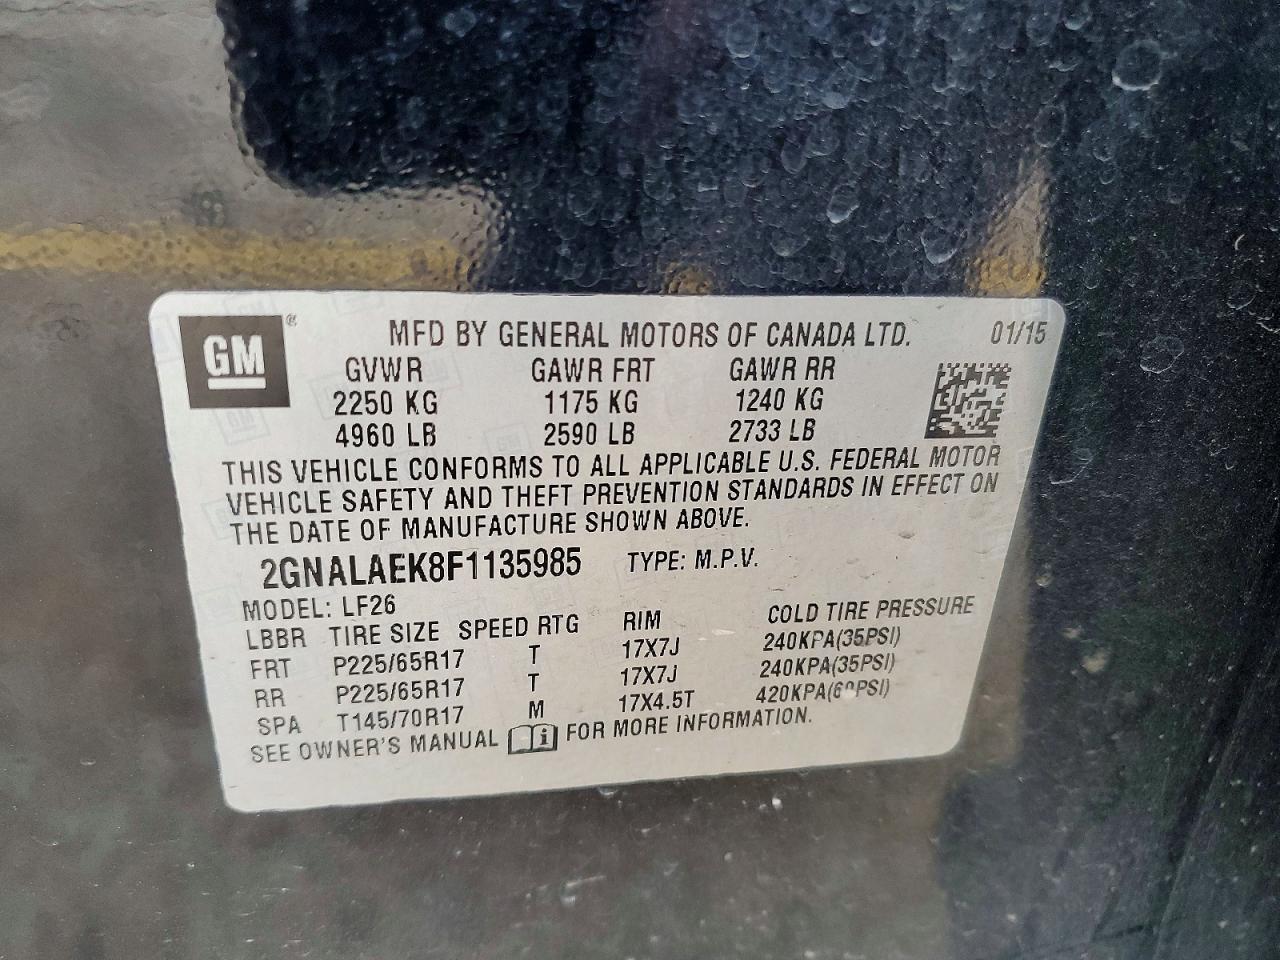 GM ® MFD BY GENERAL MOTORS OF CANADA LTD. 01/15
GVWR GAWR FRT GAWR RR
2250 KG 1175 KG 1240 KG
4960 LB 2590 LB 2733 LB
THIS VEHICLE CONFORMS TO ALL APPLICABLE U.S. FEDERAL MOTOR
VEHICLE SAFETY AND THEFT PREVENTION STANDARDS IN EFFECT ON
THE DATE OF MANUFACTURE SHOWN ABOVE.
2GNALAEK8F1135985 TYPE: M.P.V.
MODEL: LF26
LBBR TIRE SIZE SPEED RTG RIM COLD TIRE PRESSURE
FRT P225/65R17 T 17X7J 240KPA(35PSI)
RR P225/65R17 T 17X7J 240KPA(35PSI)
SPA T145/70R17 M 17X4.5T 420KPA(60PSI)
SEE OWNER'S MANUAL i FOR MORE INFORMATION.